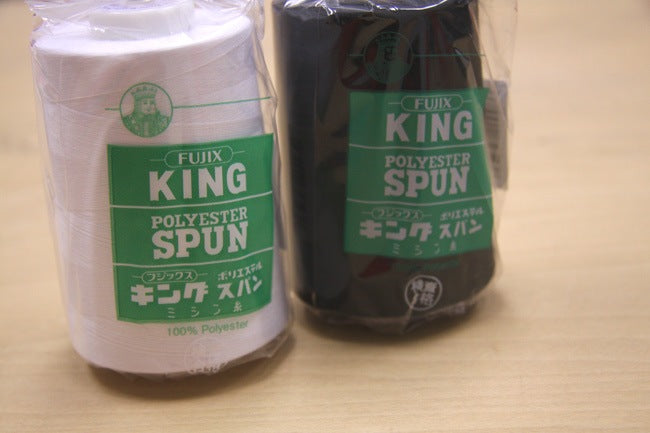 FUJIX
KING
POLYESTER
SPUN
フジックス ポリエステル
キング スパン
ミシン糸
100% Polyester
FUJIX
KING
POLYESTER
SPUN
フジックス ポリエステル
キング スパン
ミシン糸